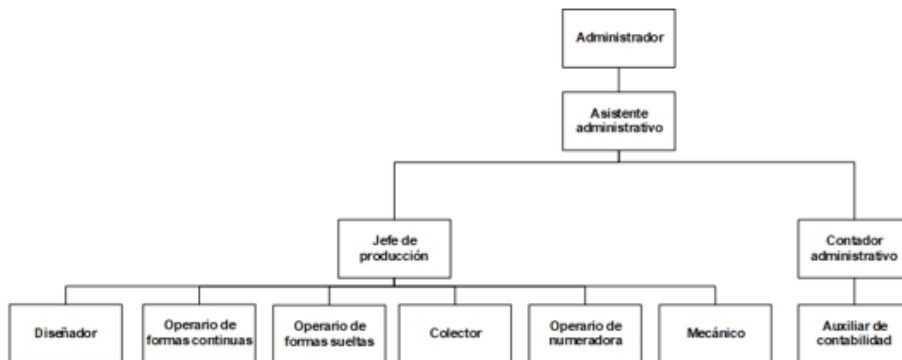 Administrador
Asistente
administrativo
Jefe de
producción
Contador
administrativo
Diseñador
Operario de
formas continuas
Operario de
formas sueltas
Colector
Operario de
numeradora
Mecánico
Auxiliar de
contabilidad